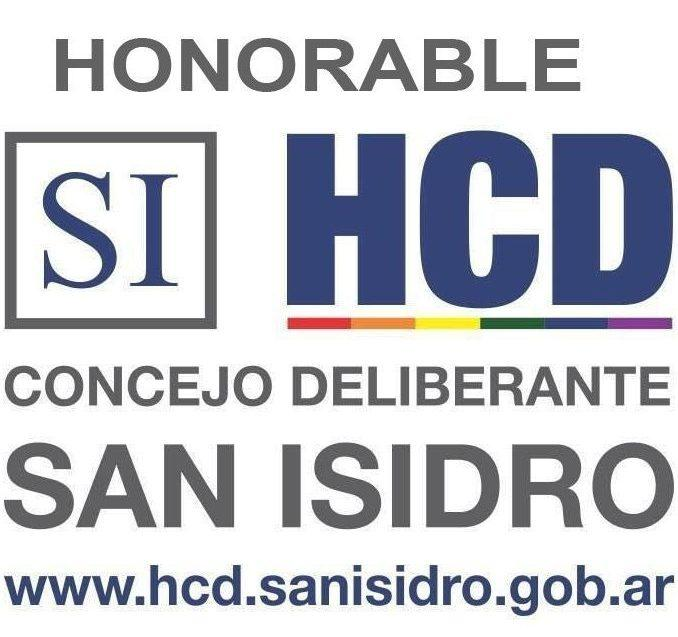 HONORABLE
SI HCD
CONCEJO DELIBERANTE
SAN ISIDRO
www.hcd.sanisidro.gob.ar